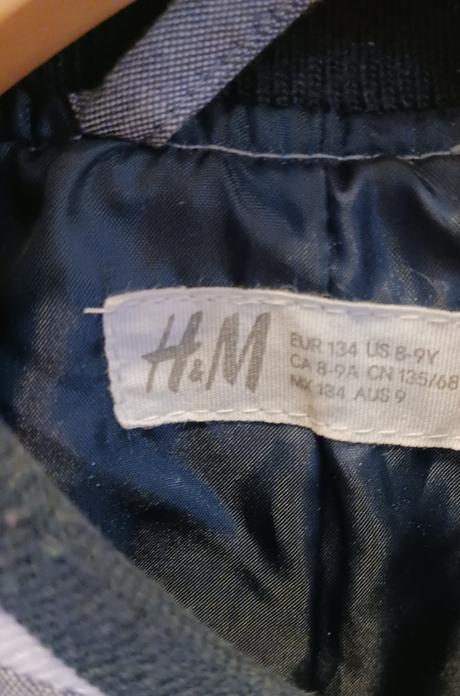 H&M
EUR 134 US 8-9Y
CA 8-9A CN 135/68
MX 134 AUS 9